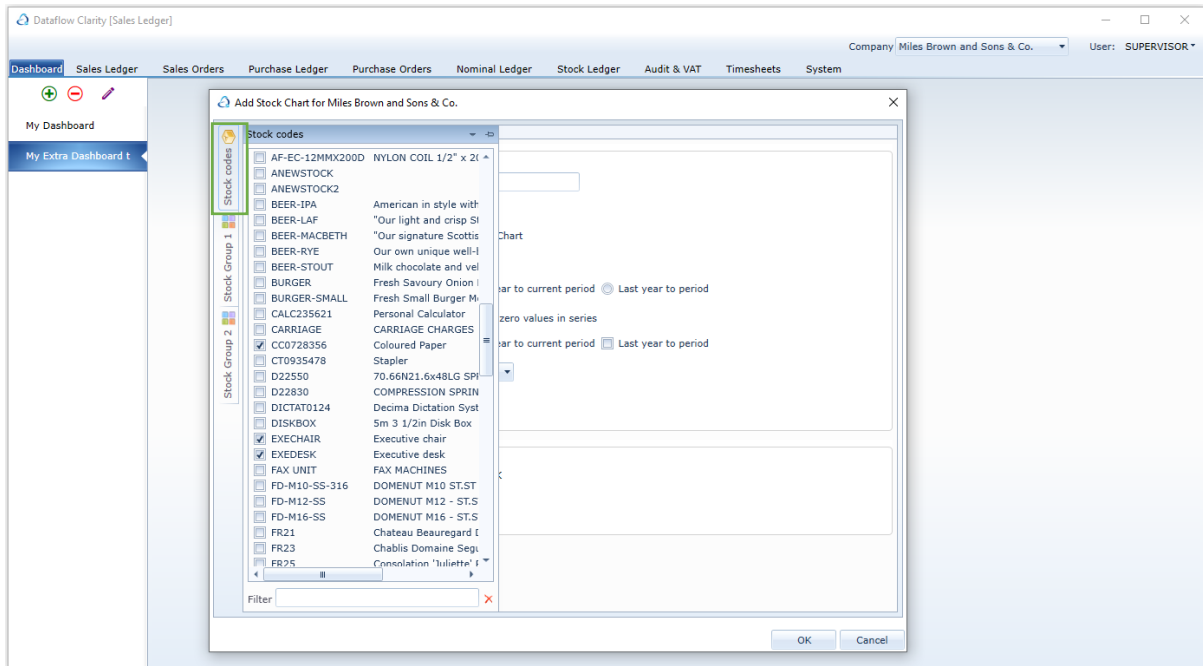 Dataflow Clarity [Sales Ledger]
Company Miles Brown and Sons & Co. User: SUPERVISOR
Dashboard Sales Ledger Sales Orders Purchase Ledger Purchase Orders Nominal Ledger Stock Ledger Audit & VAT Timesheets System
Add Stock Chart for Miles Brown and Sons & Co.
My Dashboard
My Extra Dashboard t
Stock codes
Stock codes
Stock Group 1
Stock Group 2
AF-EC-12MMX200D NYLON COIL 1/2" x 2(
ANEWSTOCK
ANEWSTOCK2
BEER-IPA American in style with
BEER-LAF "Our light and crisp St
BEER-MACBETH "Our signature Scottis
Chart
BEER-RYE Our own unique well-
BEER-STOUT Milk chocolate and vel
BURGER Fresh Savoury Onion
ar to current period Last year to period
BURGER-SMALL Fresh Small Burger M
CALC235621 Personal Calculator
zero values in series
CARRIAGE CARRIAGE CHARGES
CC0728356 Coloured Paper
ar to current period Last year to period
CT0935478 Stapler
D22550 70.66N21.6x48LG SP
D22830 COMPRESSION SPRIN
DICTAT0124 Decima Dictation Syst
DISKBOX 5m 3 1/2in Disk Box
EXECHAIR Executive chair
EXEDESK Executive desk
FAX UNIT FAX MACHINES
FD-M10-SS-316 DOMENUT M10 ST.ST
FD-M12-SS DOMENUT M12 - ST.S
FD-M16-SS DOMENUT M16 - ST.S
FR21 Chateau Beauregard
FR23 Chablis Domaine Segu
FR25 Consolation 'Juliette'
Filter
OK Cancel